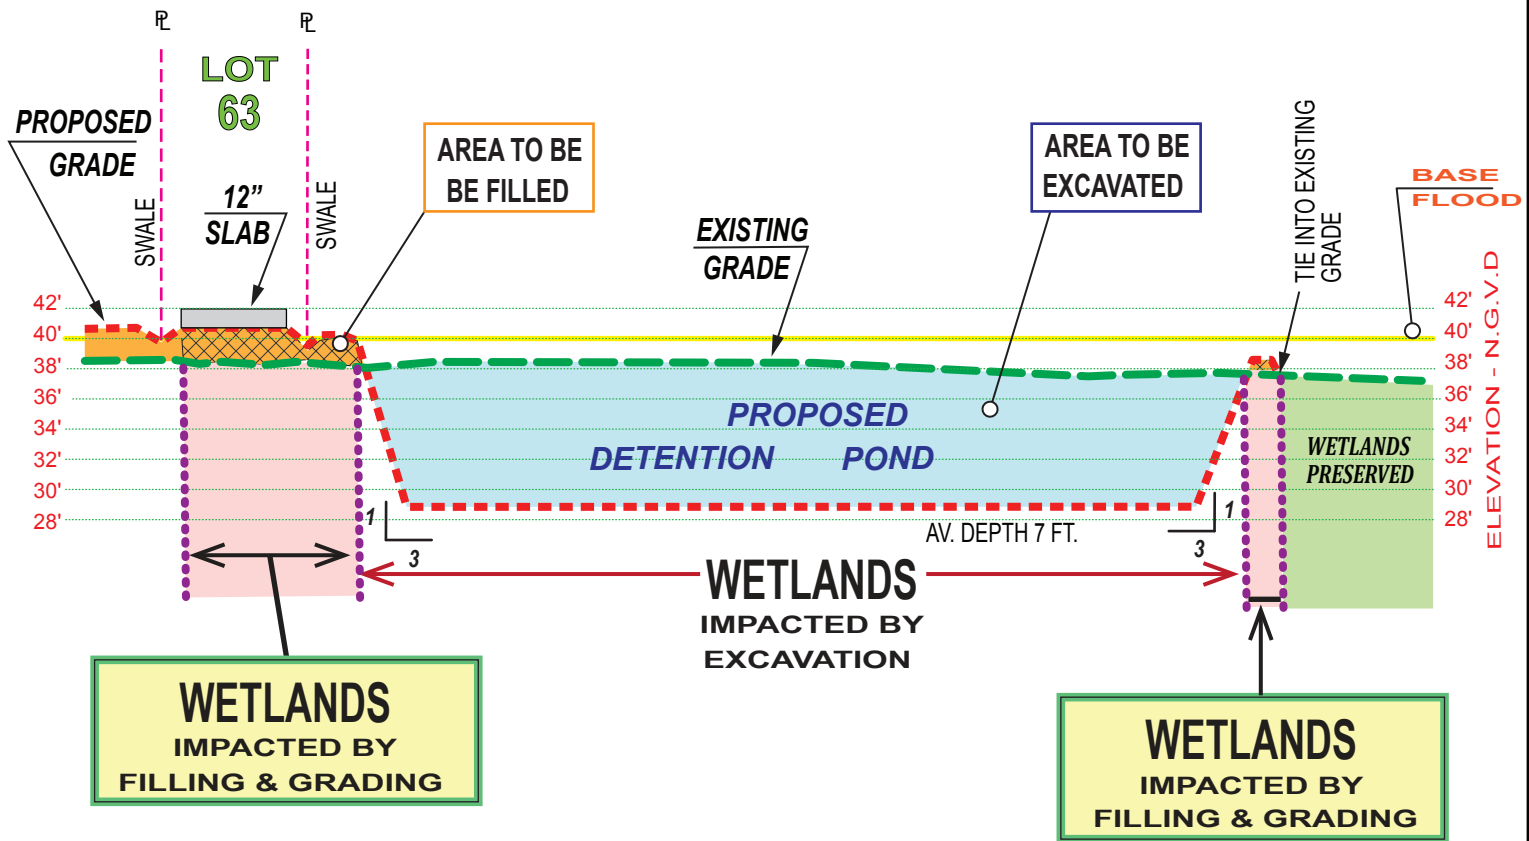 PL
PL
LOT
63
PROPOSED
GRADE
SWALE
12”
SLAB
SWALE
AREA TO BE
BE FILLED
EXISTING
GRADE
AREA TO BE
EXCAVATED
TIE INTO EXISTING
GRADE
BASE
FLOOD
42'
40'
38'
36'
34'
32'
30'
28'
42'
40'
38'
36'
34'
32'
30'
28'
ELEVATION - N.G.V.D
PROPOSED
DETENTION POND
WETLANDS
PRESERVED
1
3
AV. DEPTH 7 FT.
1
3
WETLANDS
IMPACTED BY
EXCAVATION
WETLANDS
IMPACTED BY
FILLING & GRADING
WETLANDS
IMPACTED BY
FILLING & GRADING